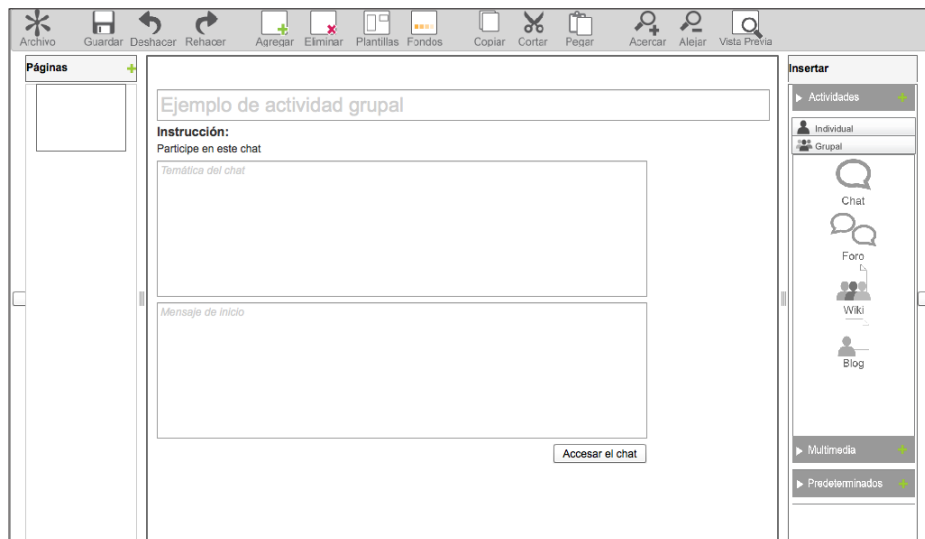 Archivo Guardar Deshacer Rehacer Agregar Eliminar Plantillas Fondos Copiar Cortar Pegar Acercar Alejar Vista Previa
Páginas
Ejemplo de actividad grupal
Instrucción:
Participe en este chat
Temática del chat
Mensaje de inicio
Accesar el chat
Insertar
Actividades
Individual
Grupal
Chat
Foro
Wiki
Blog
Multimedia
Predeterminados